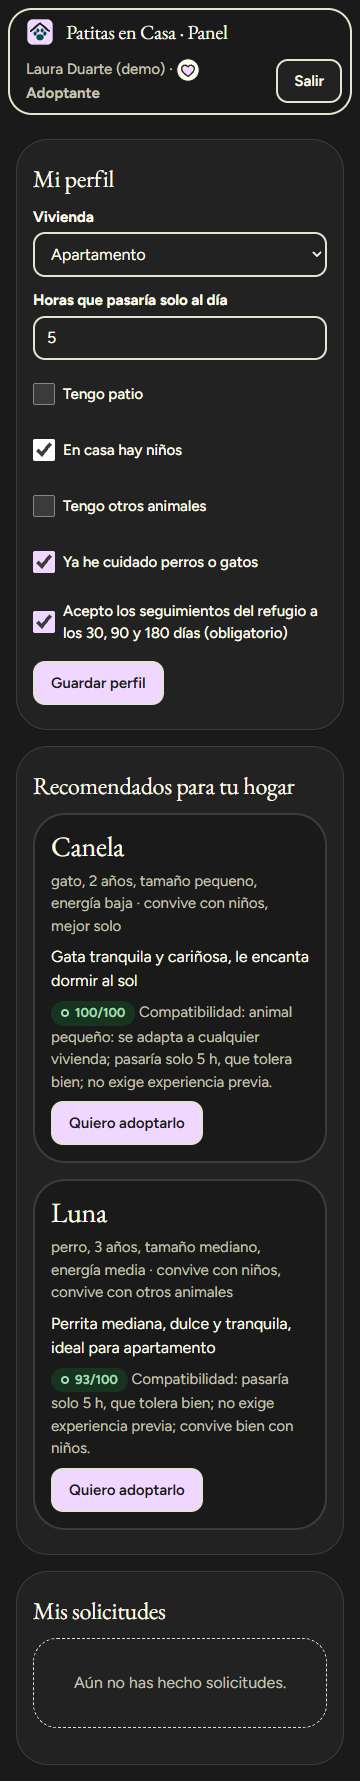 Patitas en Casa · Panel
Laura Duarte (demo) ·
Adoptante
Salir
Mi perfil
Vivienda
Apartamento
Horas que pasaría solo al día
5
Tengo patio
En casa hay niños
Tengo otros animales
Ya he cuidado perros o gatos
Acepto los seguimientos del refugio a
los 30, 90 y 180 días (obligatorio)
Guardar perfil
Recomendados para tu hogar
Canela
gato, 2 años, tamaño pequeño,
energía baja · convive con niños,
mejor solo
Gata tranquila y cariñosa, le encanta
dormir al sol
100/100 Compatibilidad: animal
pequeño: se adapta a cualquier
vivienda; pasaría solo 5 h, que tolera
bien; no exige experiencia previa.
Quiero adoptarlo
Luna
perro, 3 años, tamaño mediano,
energía media · convive con niños,
convive con otros animales
Perrita mediana, dulce y tranquila,
ideal para apartamento
93/100 Compatibilidad: pasaría
solo 5 h, que tolera bien; no exige
experiencia previa; convive bien con
niños.
Quiero adoptarlo
Mis solicitudes
Aún no has hecho solicitudes.